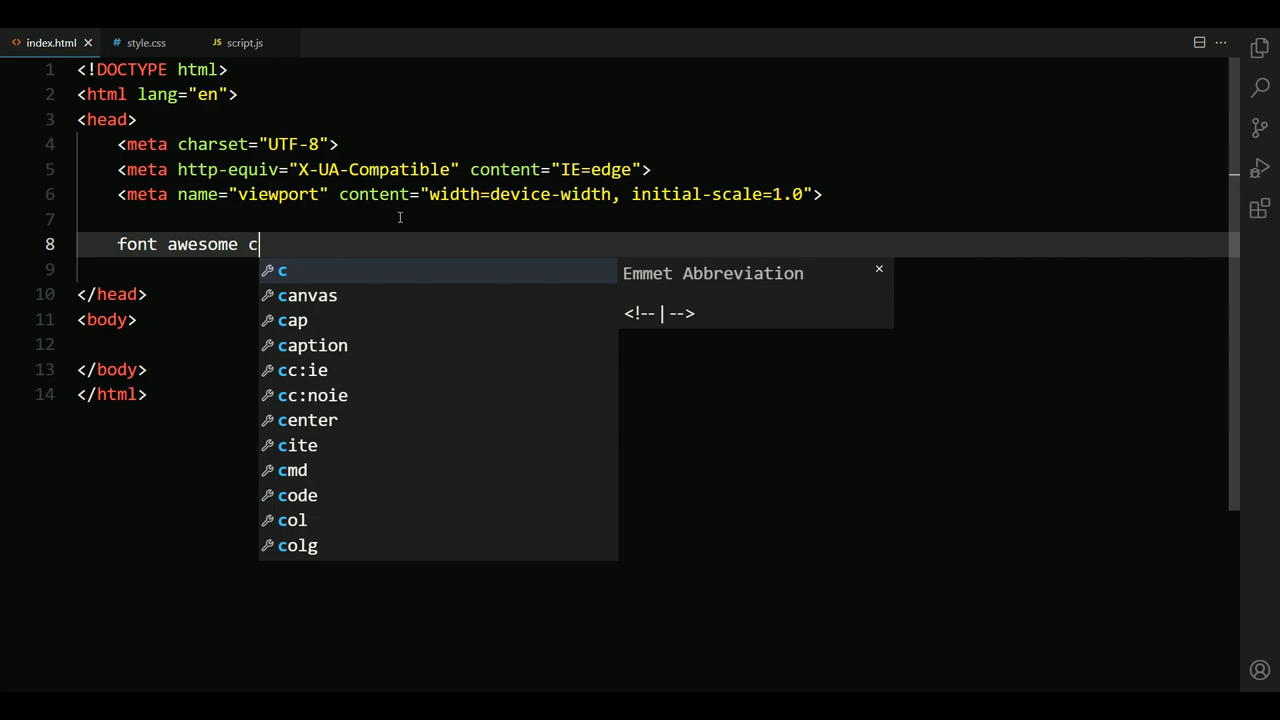 index.html
style.css
JS script.js
1 <!DOCTYPE html>
2 <html lang="en">
3 <head>
4 <meta charset="UTF-8">
5 <meta http-equiv="X-UA-Compatible" content="IE=edge">
6 <meta name="viewport" content="width=device-width, initial-scale=1.0">
7
8 font awesome c
9
10 </head>
11 <body>
12
13 </body>
14 </html>
c
canvas
cap
caption
cc:ie
cc:noie
center
cite
cmd
code
col
colg
Emmet Abbreviation
<!-- | -->